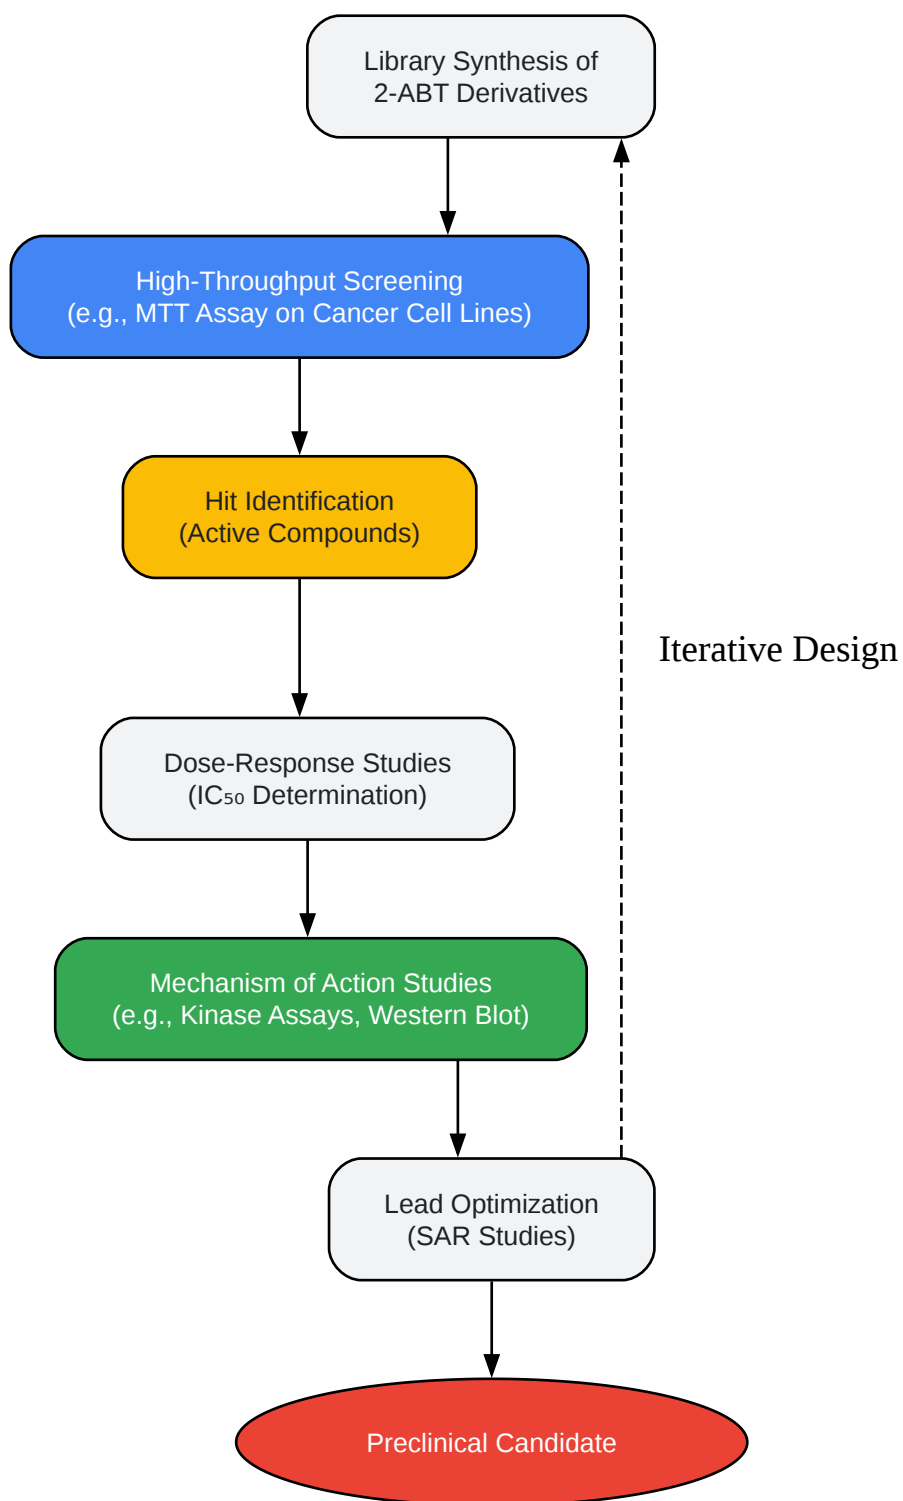 Library Synthesis of
2-ABT Derivatives
High-Throughput Screening
(e.g., MTT Assay on Cancer Cell Lines)
Hit Identification
(Active Compounds)
Iterative Design
Dose-Response Studies
(IC₅₀ Determination)
Mechanism of Action Studies
(e.g., Kinase Assays, Western Blot)
Lead Optimization
(SAR Studies)
Preclinical Candidate